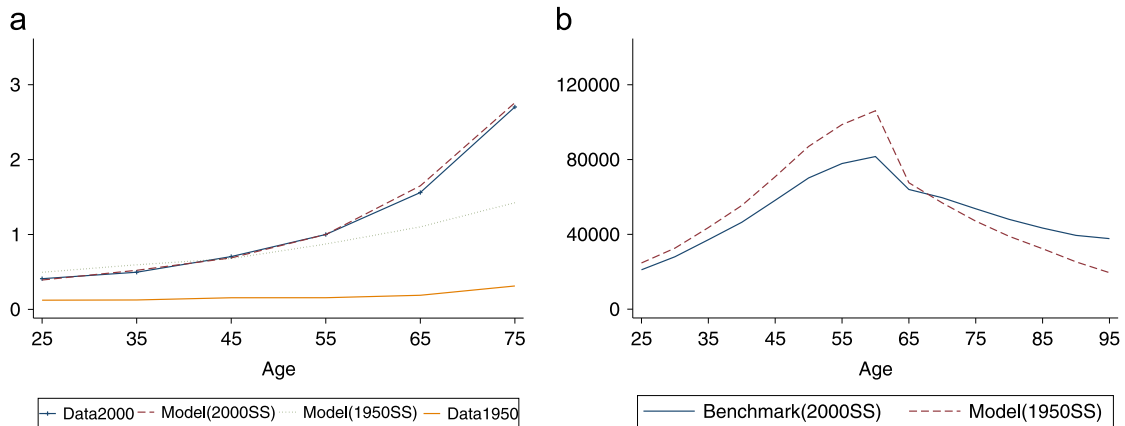 a
3
2
1
0
25 35 45 55 65 75
Age
Data2000 Model(2000SS) Model(1950SS) Data1950
b
120000
80000
40000
0
25 35 45 55 65 75 85 95
Age
Benchmark(2000SS) Model(1950SS)